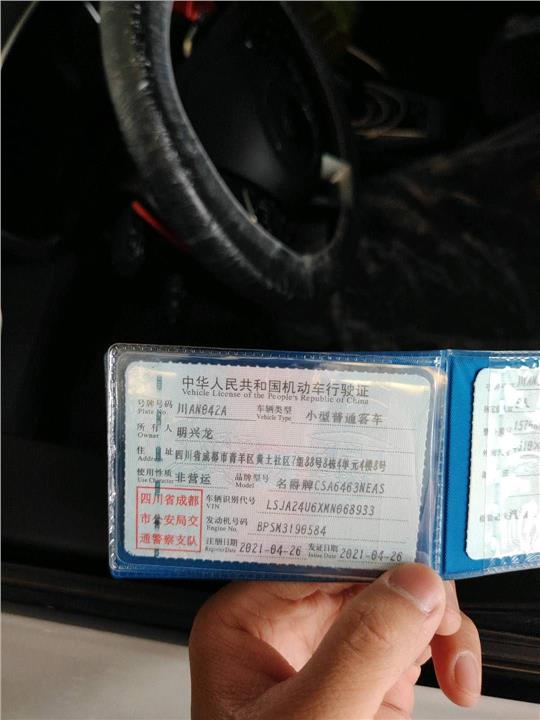 中华人民共和国机动车行驶证
Vehicle License of the People's Republic of China
号牌号码 Plate No. 川AN842A 车辆类型 Vehicle Type 小型普通客车
所有人 Owner 明兴龙
住址 Address 四川省成都市青羊区黄土社区7组88号8栋4单元4楼8号
使用性质 Use Character 非营运 品牌型号 Model 名爵牌CSA6463NEAS
四川省成都
市公安局交
通警察支队
车辆识别代号 VIN LSJA24U6XMN068933
发动机号码 Engine No. BPSM3190584
注册日期 Register Date 2021-04-26 发证日期 Issue Date 2021-04-26